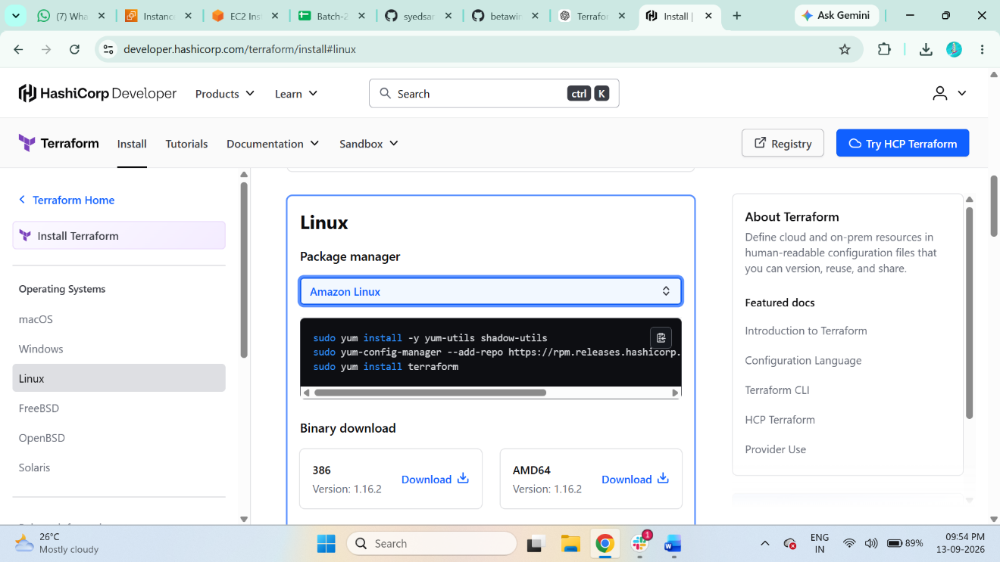 (7) Wha
Instanc
EC2 Ins
Batch-2
syedsar
betawin
Terrafor
Install |
Ask Gemini
developer.hashicorp.com/terraform/install#linux
HashiCorp Developer
Products
Learn
Search
ctrl
K
Terraform
Install
Tutorials
Documentation
Sandbox
Registry
Try HCP Terraform
Terraform Home
Install Terraform
Operating Systems
macOS
Windows
Linux
FreeBSD
OpenBSD
Solaris
Linux
Package manager
Amazon Linux
sudo yum install -y yum-utils shadow-utils
sudo yum-config-manager --add-repo https://rpm.releases.hashicorp.
sudo yum install terraform
Binary download
386
Version: 1.16.2
Download
AMD64
Version: 1.16.2
Download
About Terraform
Define cloud and on-prem resources in
human-readable configuration files that
you can version, reuse, and share.
Featured docs
Introduction to Terraform
Configuration Language
Terraform CLI
HCP Terraform
Provider Use
26°C
Mostly cloudy
Search
1
ENG
IN
89%
09:54 PM
13-09-2026